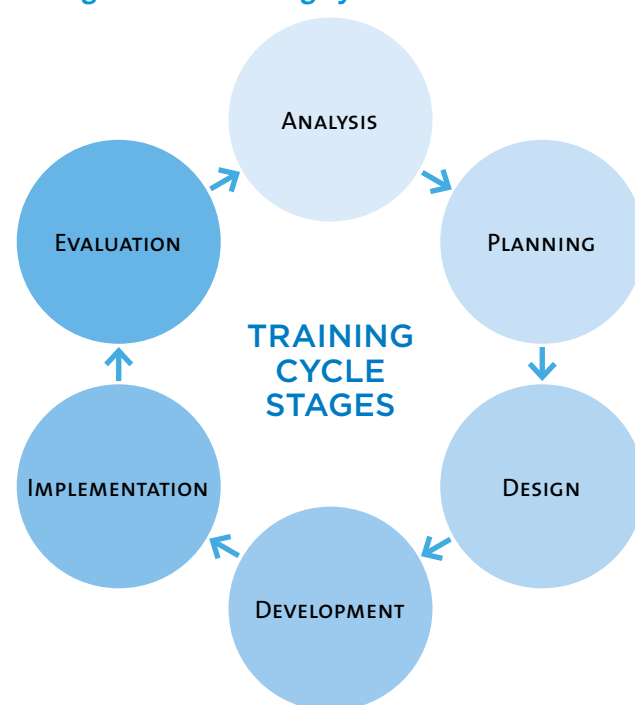 ANALYSIS
PLANNING
DESIGN
DEVELOPMENT
IMPLEMENTATION
EVALUATION
TRAINING
CYCLE
STAGES